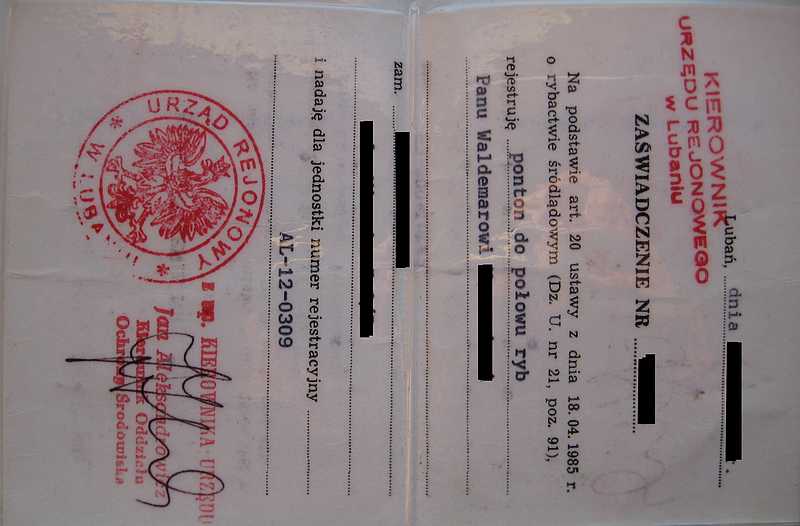 KIEROWNIK
URZĘDU REJONOWEGO
w Lubaniu
Lubań, dnia
ZAŚWIADCZENIE NR
Na podstawie art. 20 ustawy z dnia 18.04.1985 r.
o rybactwie śródlądowym (Dz. U. nr 21, poz. 91),
rejestruję ponton do połowu ryb
Panu Waldemarowi
zam.
i nadaję dla jednostki numer rejestracyjny
AL-12-0309
URZĄD REJONOWY
* W LUBANIU *
z up. KIEROWNIKA URZĘDU
Jan Aleksandrowicz
Kierownik Oddziału
Ochrony Środowiska